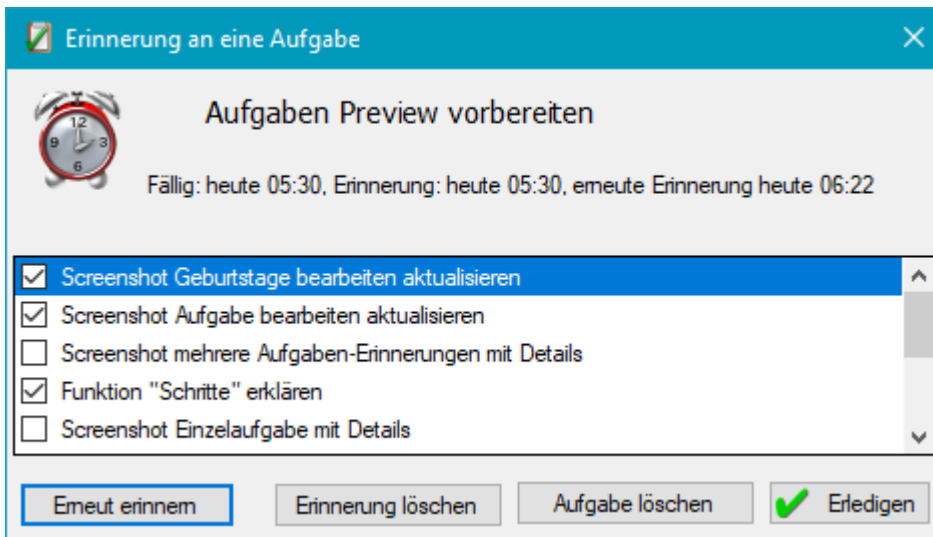 Erinnerung an eine Aufgabe
12
9
3
6
Aufgaben Preview vorbereiten
Fällig: heute 05:30, Erinnerung: heute 05:30, erneute Erinnerung heute 06:22
Screenshot Geburtstage bearbeiten aktualisieren
Screenshot Aufgabe bearbeiten aktualisieren
Screenshot mehrere Aufgaben-Erinnerungen mit Details
Funktion "Schritte" erklären
Screenshot Einzelaufgabe mit Details
Erneut erinnern Erinnerung löschen Aufgabe löschen Erledigen